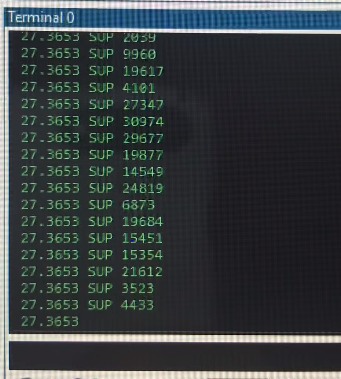 Terminal 0
27.3653 SUP 2039
27.3653 SUP 9960
27.3653 SUP 19617
27.3653 SUP 4101
27.3653 SUP 27347
27.3653 SUP 30974
27.3653 SUP 29677
27.3653 SUP 19877
27.3653 SUP 14549
27.3653 SUP 24819
27.3653 SUP 6873
27.3653 SUP 19684
27.3653 SUP 15451
27.3653 SUP 15354
27.3653 SUP 21612
27.3653 SUP 3523
27.3653 SUP 4433
27.3653